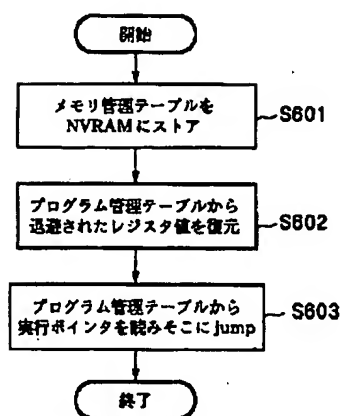 開始
メモリ管理テーブルを
NVRAMにストア
S601
プログラム管理テーブルから
退避されたレジスタ値を復元
S602
プログラム管理テーブルから
実行ポインタを読みそこにjump
S603
終了